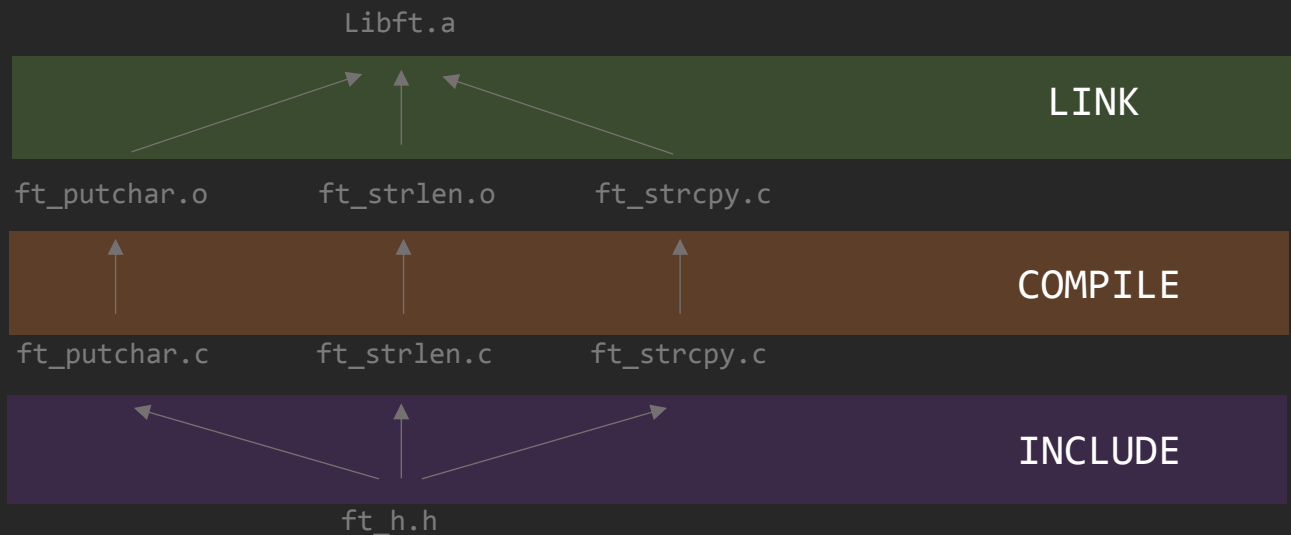 Libft.a
LINK
ft_putchar.o ft_strlen.o ft_strcpy.c
COMPILE
ft_putchar.c ft_strlen.c ft_strcpy.c
INCLUDE
ft_h.h